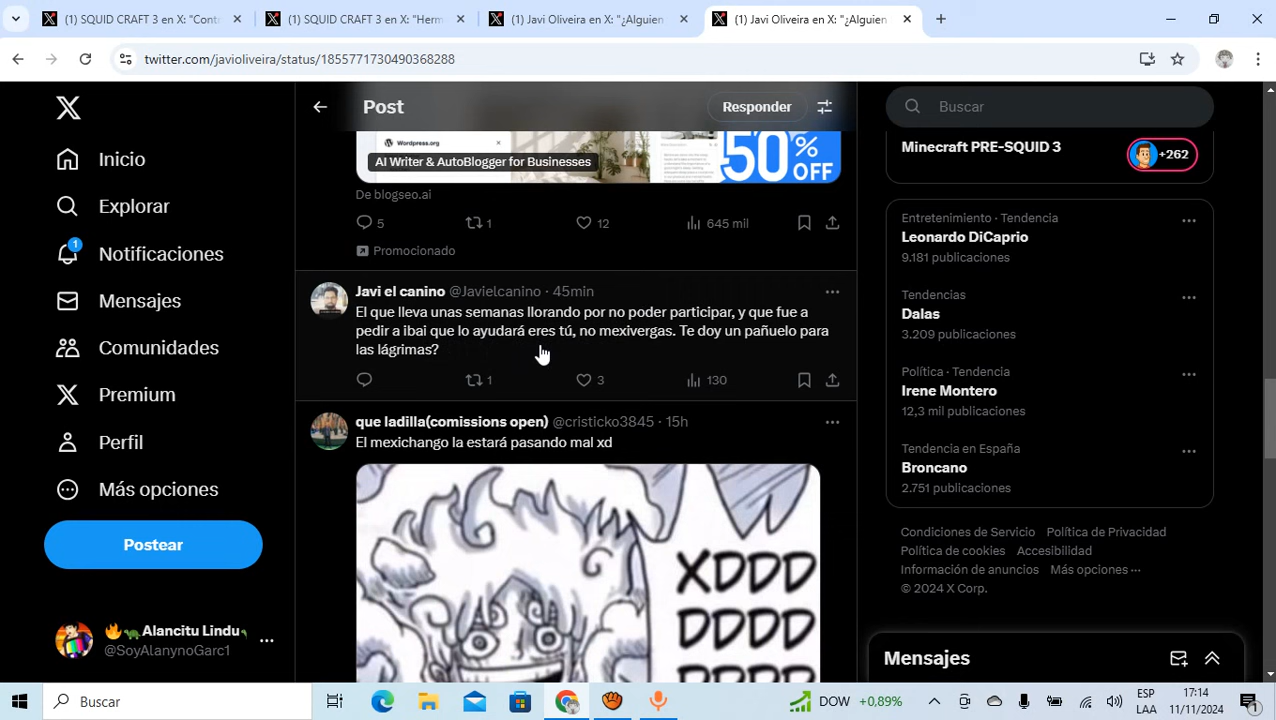 (1) SQUID CRAFT 3 en X: "Cont
(1) SQUID CRAFT 3 en X: "Herm
(1) Javi Oliveira en X: "¿Alguien
(1) Javi Oliveira en X: "¿Alguien
twitter.com/javioliveira/status/1855771730490368288
Post
Responder
Buscar
Inicio
Explorar
1
Notificaciones
Mensajes
Comunidades
Premium
Perfil
Más opciones
Postear
Alancitu Lindu
@SoyAlanynoGarc1
Wordpress.org
AI Writer & AutoBlogger for Businesses
50%
OFF
De blogseo.ai
5
1
12
645 mil
Promocionado
Javi el canino @Javielcanino · 45min
El que lleva unas semanas llorando por no poder participar, y que fue a
pedir a ibai que lo ayudará eres tú, no mexivergas. Te doy un pañuelo para
las lágrimas?
1
3
130
que ladilla(comissions open) @cristicko3845 · 15h
El mexichango la estará pasando mal xd
XDDD
DDDD
DDDD
Minecraft PRE-SQUID 3
Entretenimiento · Tendencia
Leonardo DiCaprio
9.181 publicaciones
Tendencias
Dalas
3.209 publicaciones
Política · Tendencia
Irene Montero
12,3 mil publicaciones
Tendencia en España
Broncano
2.751 publicaciones
Condiciones de Servicio Política de Privacidad
Política de cookies Accesibilidad
Información de anuncios Más opciones ···
© 2024 X Corp.
Mensajes
Buscar
DOW +0,89%
ESP
LAA
17:14
11/11/2024
1